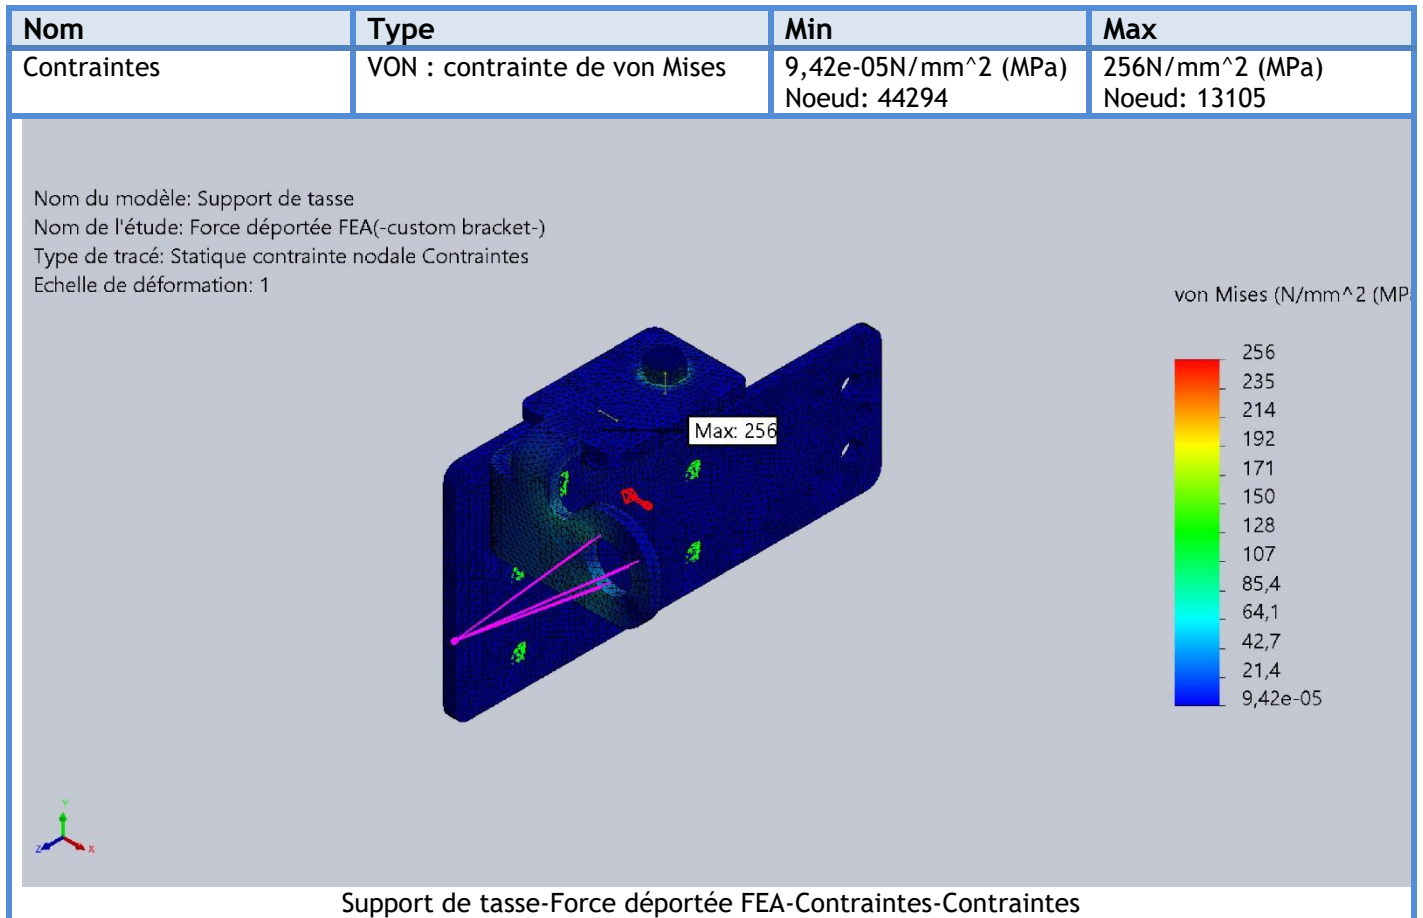 Nom Type Min Max
Contraintes VON : contrainte de von Mises 9,42e-05N/mm^2 (MPa) 256N/mm^2 (MPa)
Noeud: 44294 Noeud: 13105
Nom du modèle: Support de tasse
Nom de l'étude: Force déportée FEA(-custom bracket-)
Type de tracé: Statique contrainte nodale Contraintes
Echelle de déformation: 1
von Mises (N/mm^2 (MP
256
235
214
192
171
150
128
107
85,4
64,1
42,7
21,4
9,42e-05
Max: 256
Y
Z X
Support de tasse-Force déportée FEA-Contraintes-Contraintes